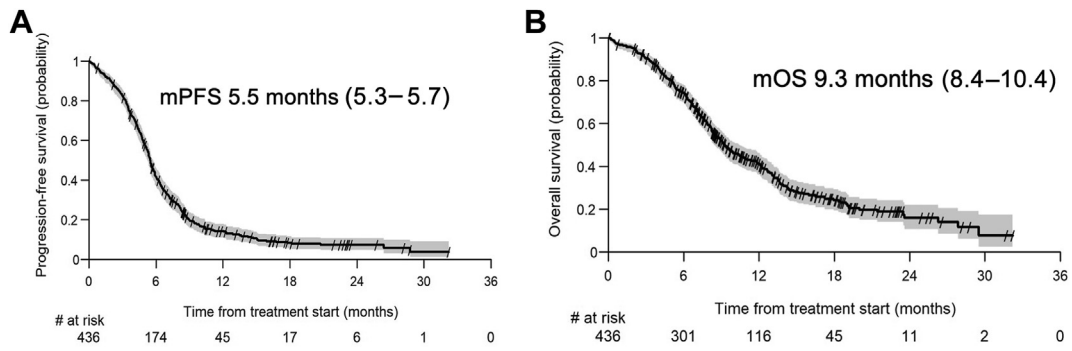 A
Progression-free survival (probability)
mPFS 5.5 months (5.3–5.7)
1
0.8
0.6
0.4
0.2
0
0 6 12 18 24 30 36
Time from treatment start (months)
# at risk
436 174 45 17 6 1 0
B
Overall survival (probability)
mOS 9.3 months (8.4–10.4)
1
0.8
0.6
0.4
0.2
0
0 6 12 18 24 30 36
Time from treatment start (months)
# at risk
436 301 116 45 11 2 0